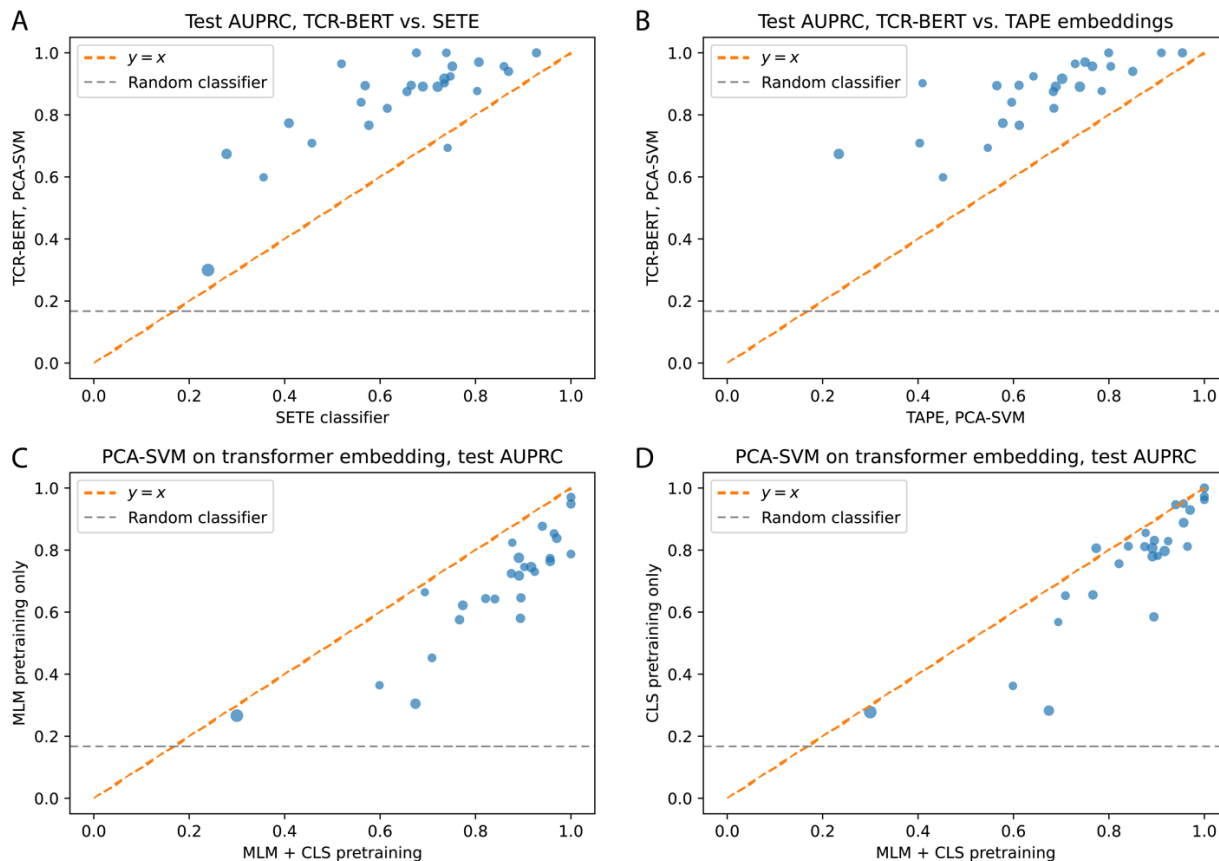 A
Test AUPRC, TCR-BERT vs. SETE
y = x
Random classifier
1.0
0.8
0.6
0.4
0.2
0.0
TCR-BERT, PCA-SVM
0.0 0.2 0.4 0.6 0.8 1.0
SETE classifier
B
Test AUPRC, TCR-BERT vs. TAPE embeddings
y = x
Random classifier
1.0
0.8
0.6
0.4
0.2
0.0
TCR-BERT, PCA-SVM
0.0 0.2 0.4 0.6 0.8 1.0
TAPE, PCA-SVM
C
PCA-SVM on transformer embedding, test AUPRC
y = x
Random classifier
1.0
0.8
0.6
0.4
0.2
0.0
MLM pretraining only
0.0 0.2 0.4 0.6 0.8 1.0
MLM + CLS pretraining
D
PCA-SVM on transformer embedding, test AUPRC
y = x
Random classifier
1.0
0.8
0.6
0.4
0.2
0.0
CLS pretraining only
0.0 0.2 0.4 0.6 0.8 1.0
MLM + CLS pretraining